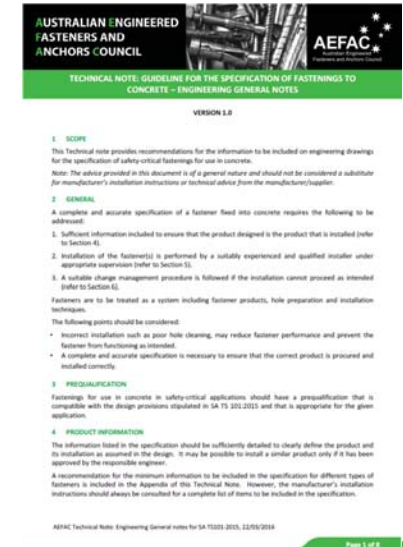 AUSTRALIAN ENGINEERED
FASTENERS AND
ANCHORS COUNCIL
AEFAC
Australian Engineered
Fasteners and Anchors Council
TECHNICAL NOTE: GUIDELINE FOR THE SPECIFICATION OF FASTENINGS TO
CONCRETE – ENGINEERING GENERAL NOTES
VERSION 1.0
1 SCOPE
This Technical note provides recommendations for the information to be included on engineering drawings
for the specification of safety-critical fastenings for use in concrete.
Note: The advice provided in this document is of a general nature and should not be considered a substitute
for manufacturer's installation instructions or technical advice from the manufacturer/supplier.
2 GENERAL
A complete and accurate specification of a fastener fixed into concrete requires the following to be
addressed:
1. Sufficient information included to ensure that the product designed is the product that is installed (refer
to Section 4).
2. Installation of the fastener(s) is performed by a suitably experienced and qualified installer under
appropriate supervision (refer to Section 5).
3. A suitable change management procedure is followed if the installation cannot proceed as intended
(refer to Section 6).
Fasteners are to be treated as a system including fastener products, hole preparation and installation
techniques.
The following points should be considered:
• Incorrect installation such as poor hole cleaning, may reduce fastener performance and prevent the
fastener from functioning as intended.
• A complete and accurate specification is necessary to ensure that the correct product is procured and
installed correctly.
3 PREQUALIFICATION
Fastenings for use in concrete in safety-critical applications should have a prequalification that is
compatible with the design provisions stipulated in SA TS 101:2015 and that is appropriate for the given
application.
4 PRODUCT INFORMATION
The information listed in the specification should be sufficiently detailed to clearly define the product and
its installation as assumed in the design. It may be possible to install a similar product only if it has been
approved by the responsible engineer.
A recommendation for the minimum information to be included in the specification for different types of
fasteners is included in the Appendix of this Technical Note. However, the manufacturer's installation
instructions should always be consulted for a complete list of items to be included in the specification.
AEFAC Technical Note: Engineering General notes for SA TS101-2015, 22/03/2016
Page 1 of 8